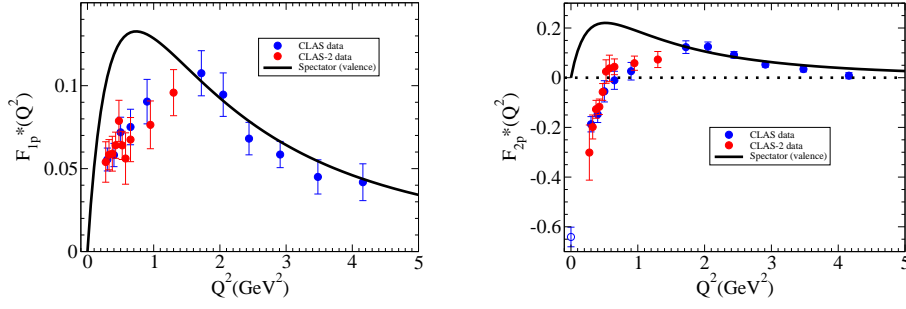 CLAS data
CLAS-2 data
Spectator (valence)
0.1
0.05
0
F1p*(Q²)
0 1 2 3 4 5
Q²(GeV²)
0.2
0
-0.2
-0.4
-0.6
F2p*(Q²)
CLAS data
CLAS-2 data
Spectator (valence)
0 1 2 3 4 5
Q²(GeV²)